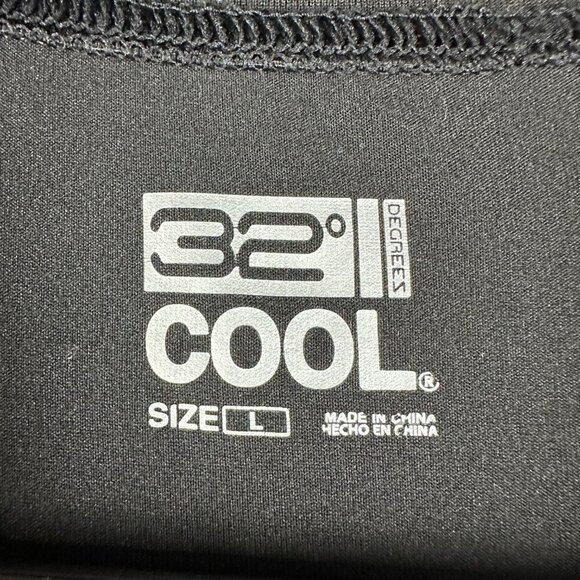 32°
DEGREES
COOL®
SIZE L
MADE IN CHINA
HECHO EN CHINA